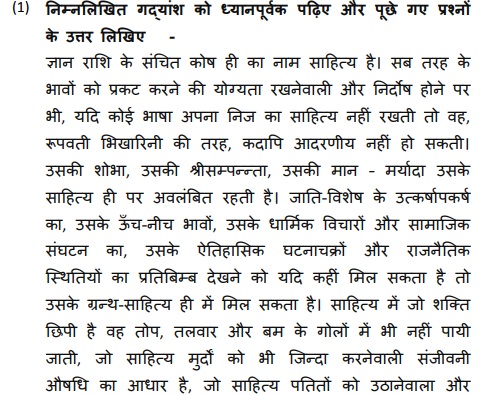 (1) निम्नलिखित गद्यांश को ध्यानपूर्वक पढ़िए और पूछे गए प्रश्नों
के उत्तर लिखिए -
ज्ञान राशि के संचित कोष ही का नाम साहित्य है। सब तरह के
भावों को प्रकट करने की योग्यता रखनेवाली और निर्दोष होने पर
भी, यदि कोई भाषा अपना निज का साहित्य नहीं रखती तो वह,
रूपवती भिखारिनी की तरह, कदापि आदरणीय नहीं हो सकती।
उसकी शोभा, उसकी श्रीसम्पन्न्ता, उसकी मान - मर्यादा उसके
साहित्य ही पर अवलंबित रहती है। जाति-विशेष के उत्कर्षापकर्ष
का, उसके ऊँच-नीच भावों, उसके धार्मिक विचारों और सामाजिक
संघटन का, उसके ऐतिहासिक घटनाचक्रों और राजनैतिक
स्थितियों का प्रतिबिम्ब देखने को यदि कहीं मिल सकता है तो
उसके ग्रन्थ-साहित्य ही में मिल सकता है। साहित्य में जो शक्ति
छिपी है वह तोप, तलवार और बम के गोलों में भी नहीं पायी
जाती, जो साहित्य मुर्दों को भी जिन्दा करनेवाली संजीवनी
औषधि का आधार है, जो साहित्य पतितों को उठानेवाला और